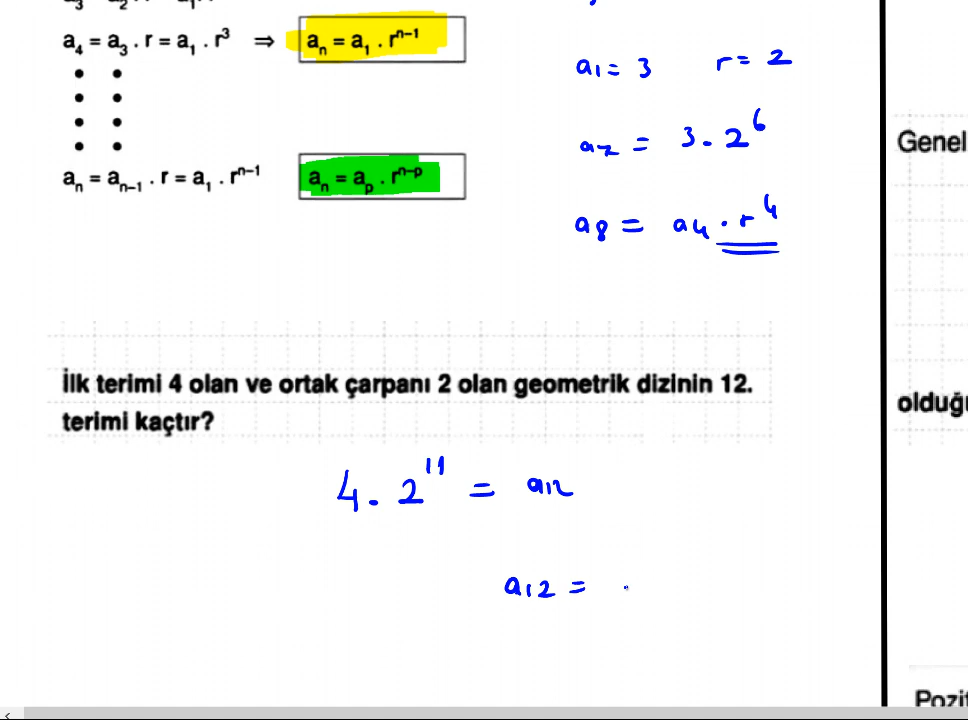 a₄ = a₃ . r = a₁ . r³ ⇒ aₙ = a₁ . rⁿ⁻¹
aₙ = aₙ₋₁ . r = a₁ . rⁿ⁻¹ aₙ = aₚ . rⁿ⁻ᵖ
a₁ = 3 r = 2
a₇ = 3 . 2⁶
a₈ = a₄ . r⁴
İlk terimi 4 olan ve ortak çarpanı 2 olan geometrik dizinin 12.
terimi kaçtır?
4 . 2¹¹ = a₁₂
a₁₂ = .
Genel
olduğu
Pozit